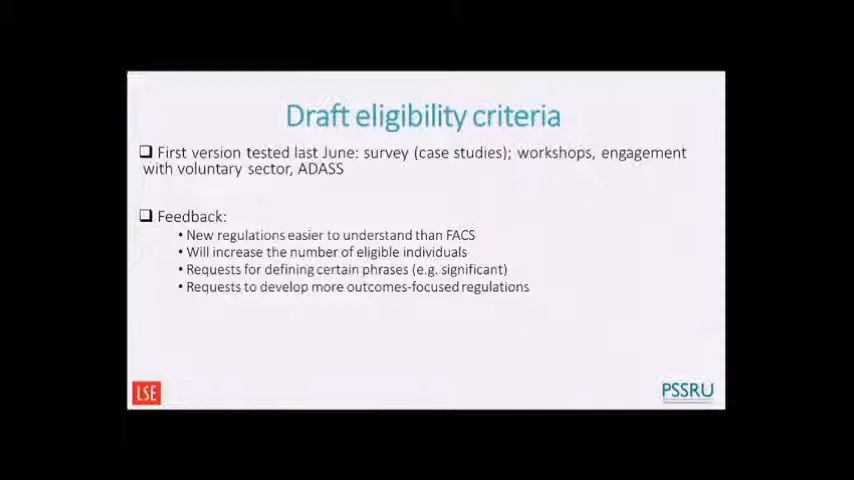 Draft eligibility criteria
❑ First version tested last June: survey (case studies); workshops, engagement
with voluntary sector, ADASS
❑ Feedback:
• New regulations easier to understand than FACS
• Will increase the number of eligible individuals
• Requests for defining certain phrases (e.g. significant)
• Requests to develop more outcomes-focused regulations
LSE
PSSRU